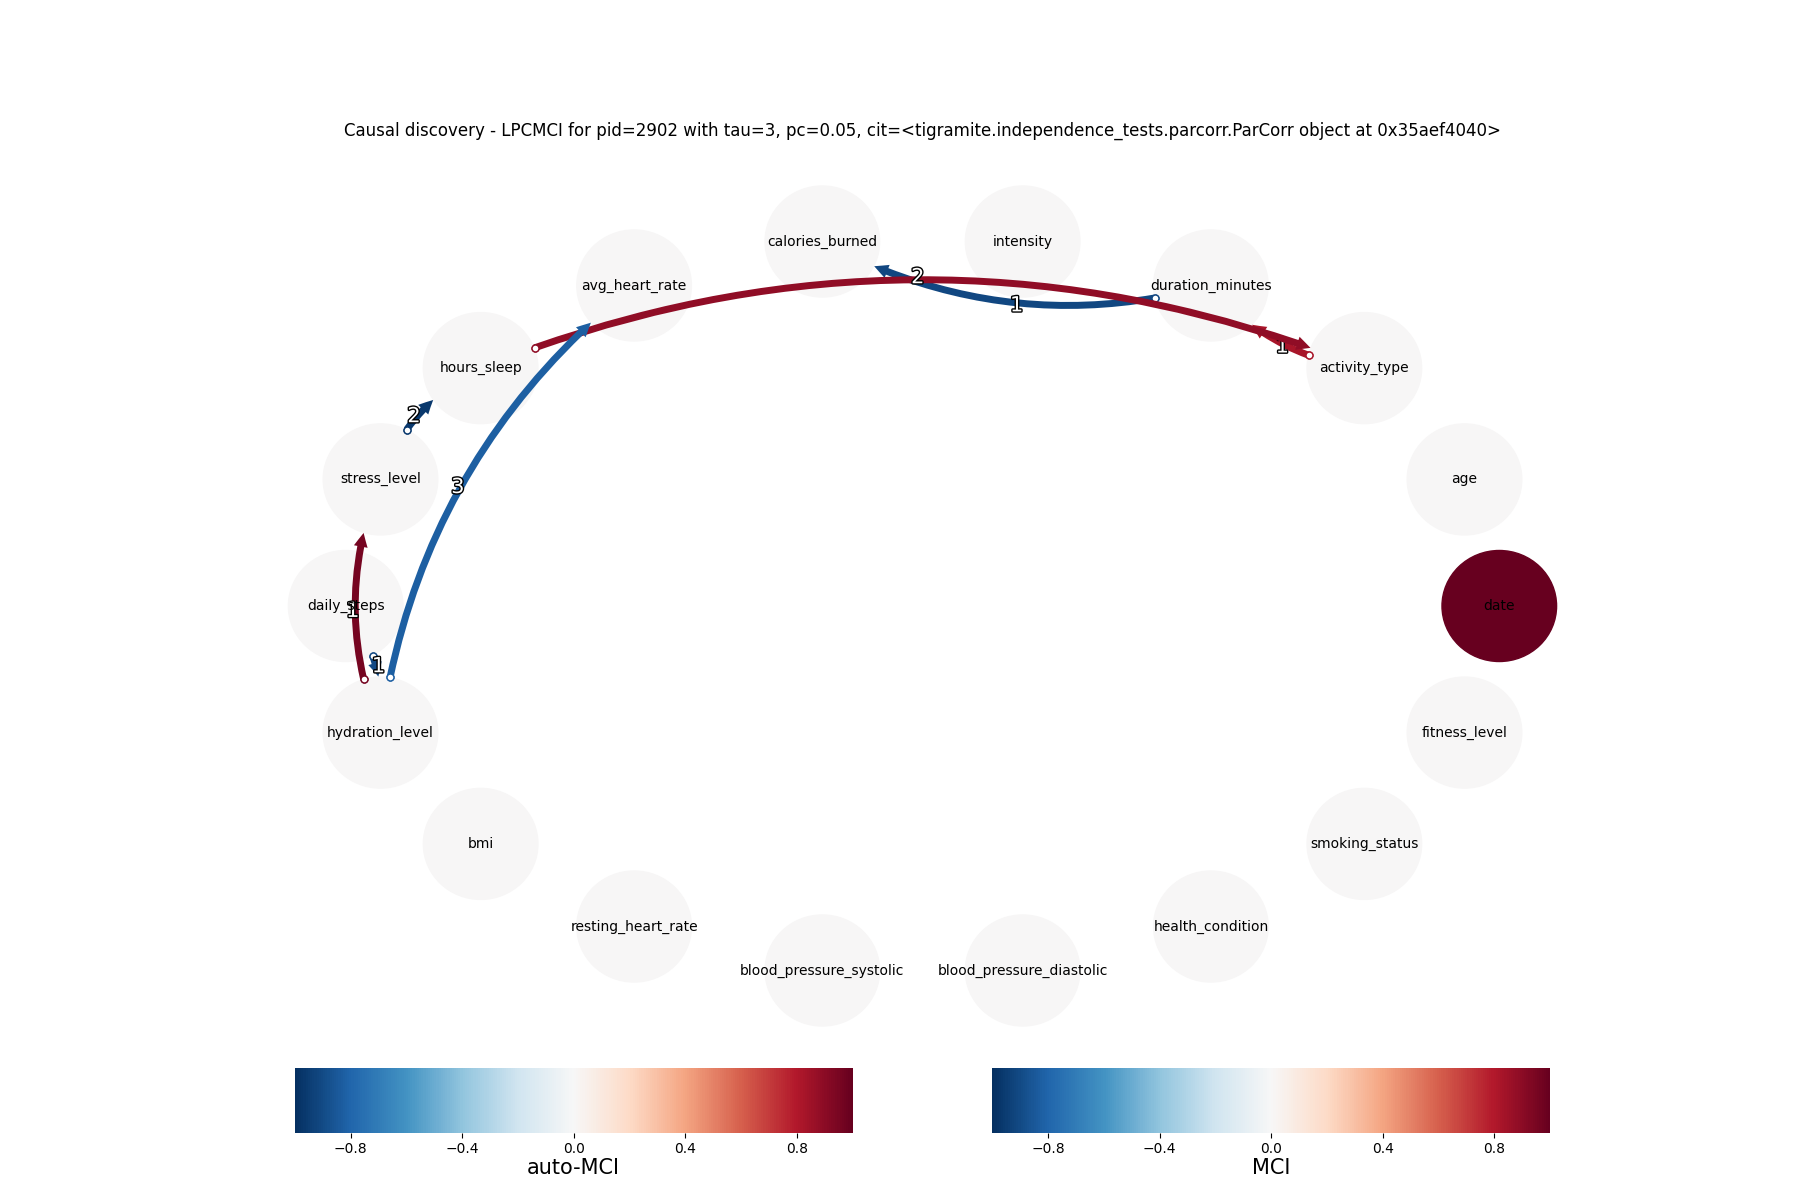 Causal discovery - LPCMCI for pid=2902 with tau=3, pc=0.05, cit=<tigramite.independence_tests.parcorr.ParCorr object at 0x35aef4040>
calories_burned
intensity
avg_heart_rate
duration_minutes
2
1
hours_sleep
activity_type
1
2
stress_level
age
3
daily_steps
1
date
1
hydration_level
fitness_level
bmi
smoking_status
resting_heart_rate
health_condition
blood_pressure_systolic
blood_pressure_diastolic
−0.8 −0.4 0.0 0.4 0.8
auto-MCI
−0.8 −0.4 0.0 0.4 0.8
MCI